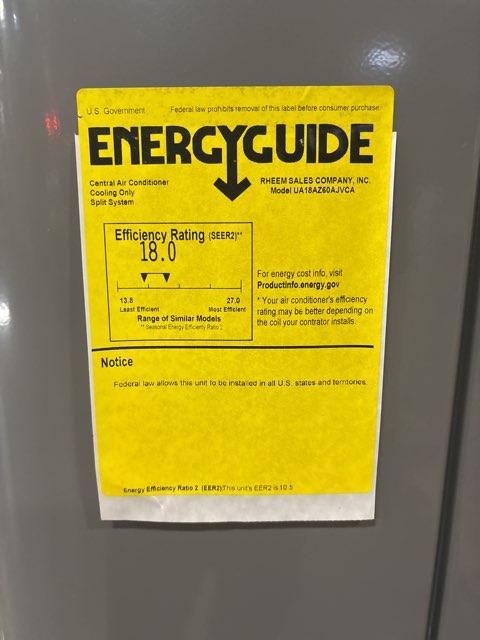 U.S. Government Federal law prohibits removal of this label before consumer purchase.
ENERGYGUIDE
Central Air Conditioner
Cooling Only
Split System
RHEEM SALES COMPANY, INC.
Model UA18AZ60AJVCA
Efficiency Rating (SEER2)**
18.0
13.8 27.0
Least Efficient Most Efficient
Range of Similar Models
** Seasonal Energy Efficienty Ratio 2
For energy cost info, visit
Productinfo.energy.gov
* Your air conditioner's efficiency
rating may be better depending on
the coil your contrator installs.
Notice
Federal law allows this unit to be installed in all U.S. states and territories.
Energy Efficiency Ratio 2 (EER2):This unit's EER2 is 10.5